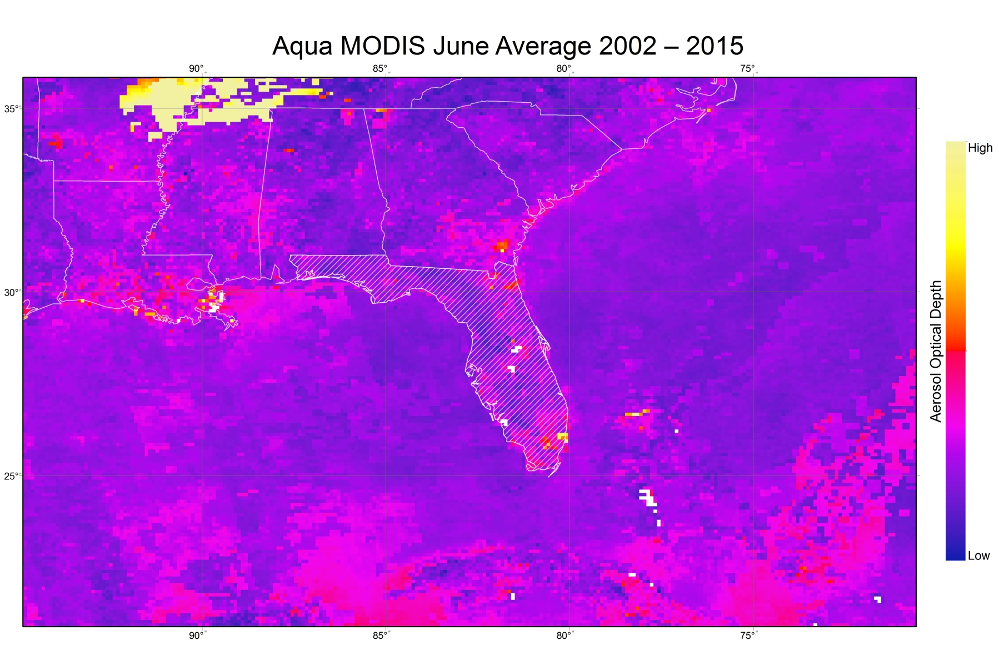 Aqua MODIS June Average 2002 – 2015
90°" 85°" 80°" 75°"
35°"
30°"
25°"
90°" 85°" 80°" 75°"
High
Aerosol Optical Depth
Low